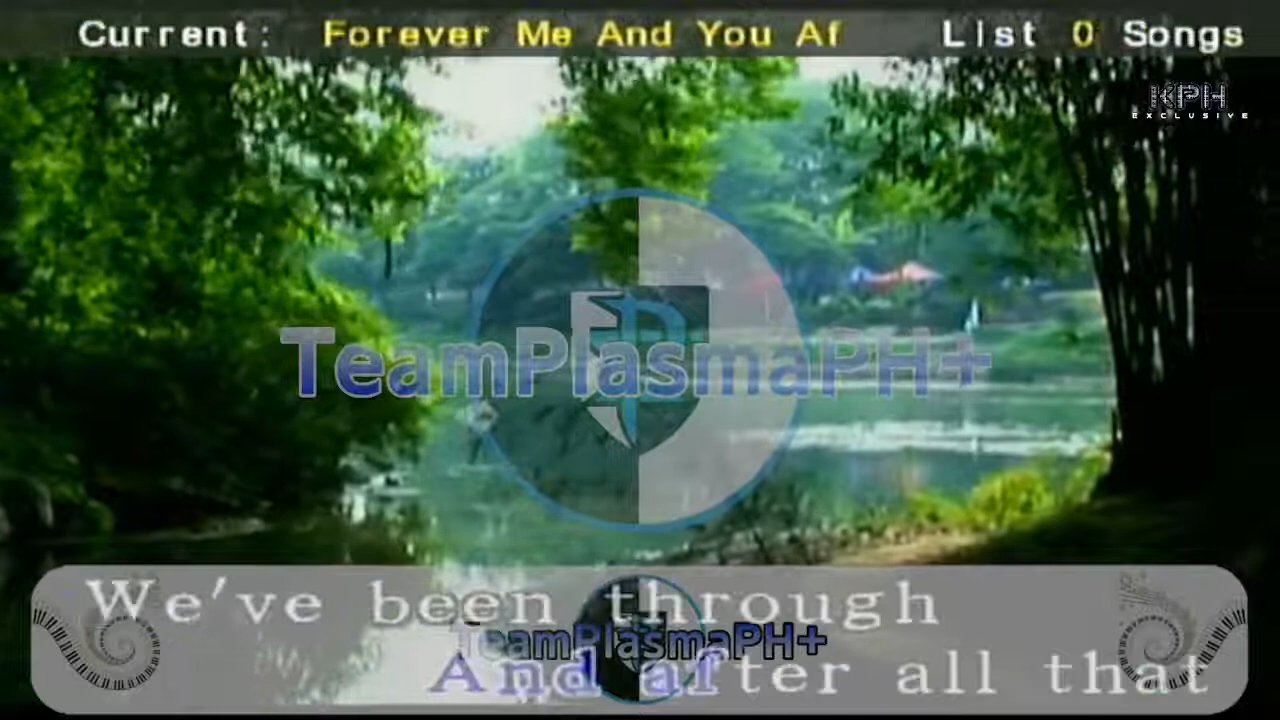 Current: Forever Me And You Af List 0 Songs
KPH
EXCLUSIVE
TeamPlasmaPH+
We've been through
TeamPlasmaPH+
And after all that